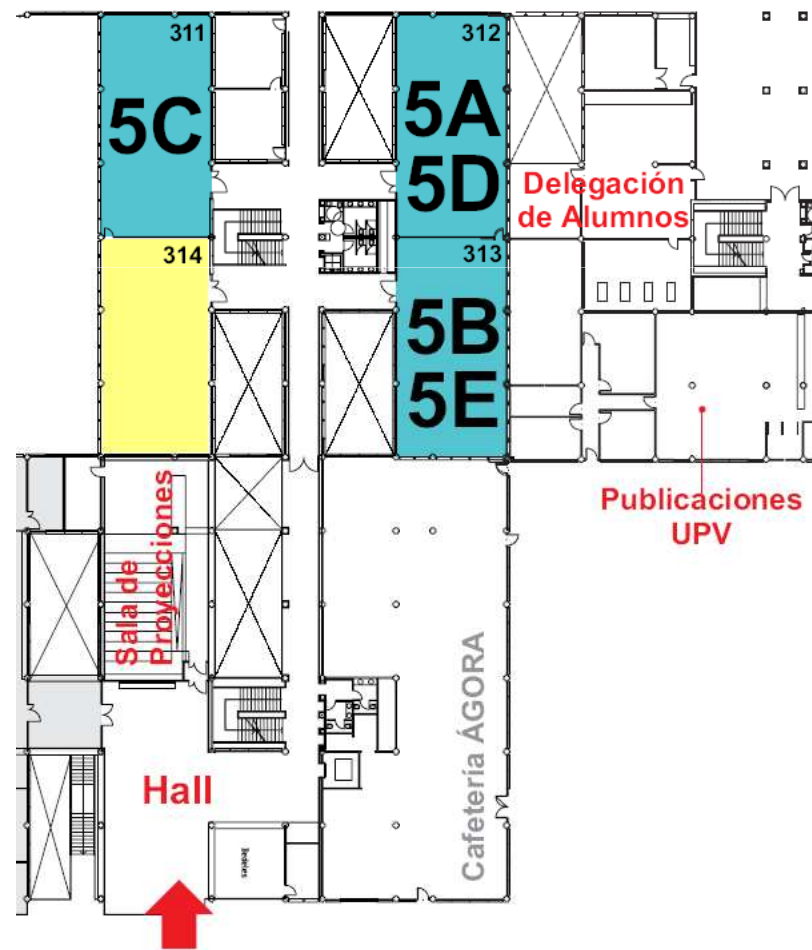 311
5C
312
5A
5D
Delegación
de Alumnos
314
313
5B
5E
Publicaciones
UPV
Sala de
Proyecciones
Cafetería ÁGORA
Hall
Bedeles